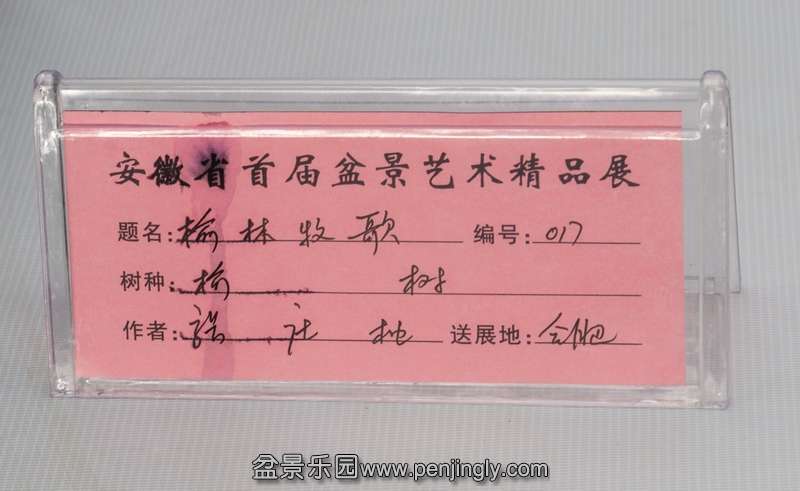 安徽省首届盆景艺术精品展
题名: 榆林牧歌 编号: 017
树种: 榆树
作者: 送展地: 合肥
盆景乐园www.penjingly.com